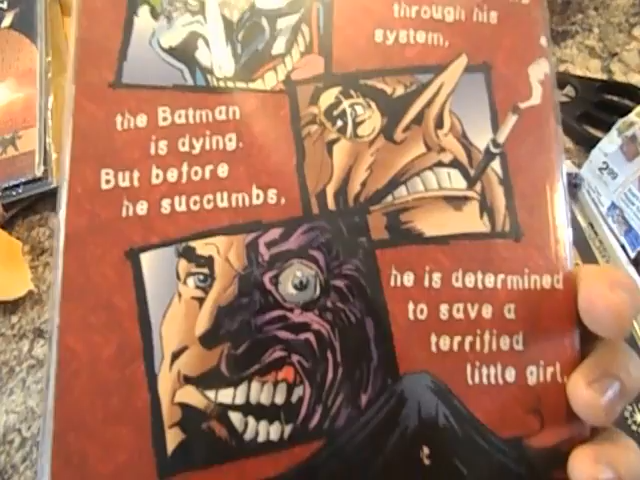 through his
system,
the Batman
is dying.
But before
he succumbs,
he is determined
to save a
terrified
little girl.